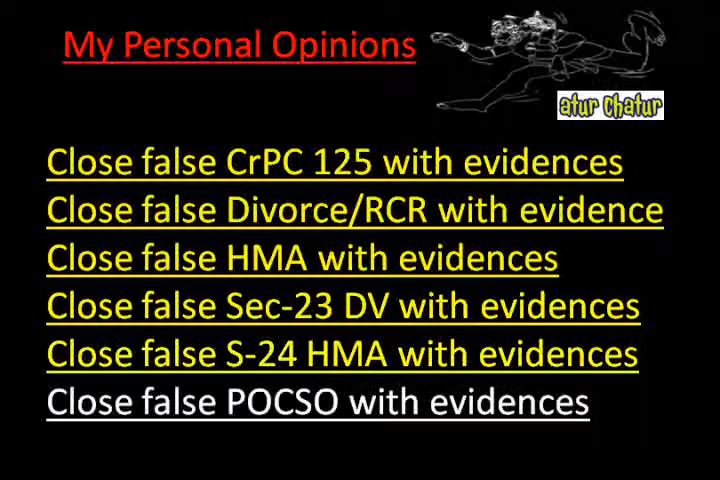 My Personal Opinions
atur Chatur
Close false CrPC 125 with evidences
Close false Divorce/RCR with evidence
Close false HMA with evidences
Close false Sec-23 DV with evidences
Close false S-24 HMA with evidences
Close false POCSO with evidences